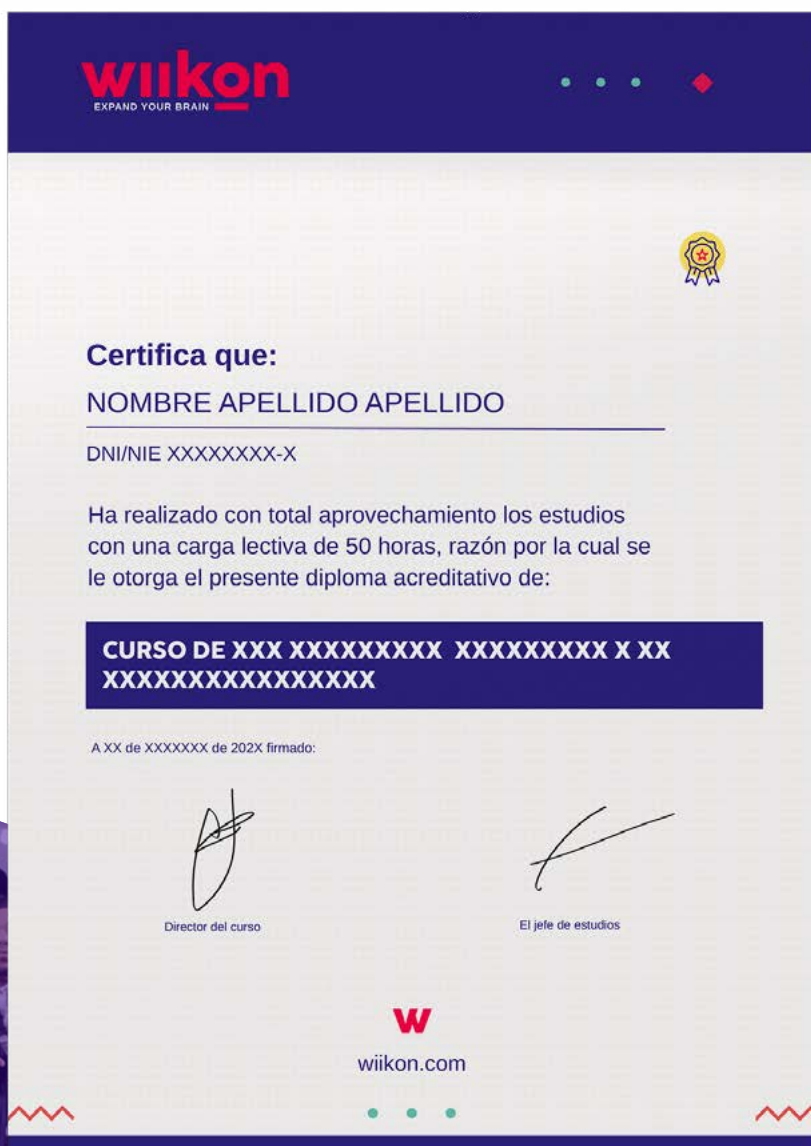 wiikon
EXPAND YOUR BRAIN
Certifica que:
NOMBRE APELLIDO APELLIDO
DNI/NIE XXXXXXXX-X
Ha realizado con total aprovechamiento los estudios
con una carga lectiva de 50 horas, razón por la cual se
le otorga el presente diploma acreditativo de:
CURSO DE XXX XXXXXXXXX XXXXXXXXX X XX
XXXXXXXXXXXXXXXX
A XX de XXXXXXX de 202X firmado:
Director del curso
El jefe de estudios
W
wiikon.com